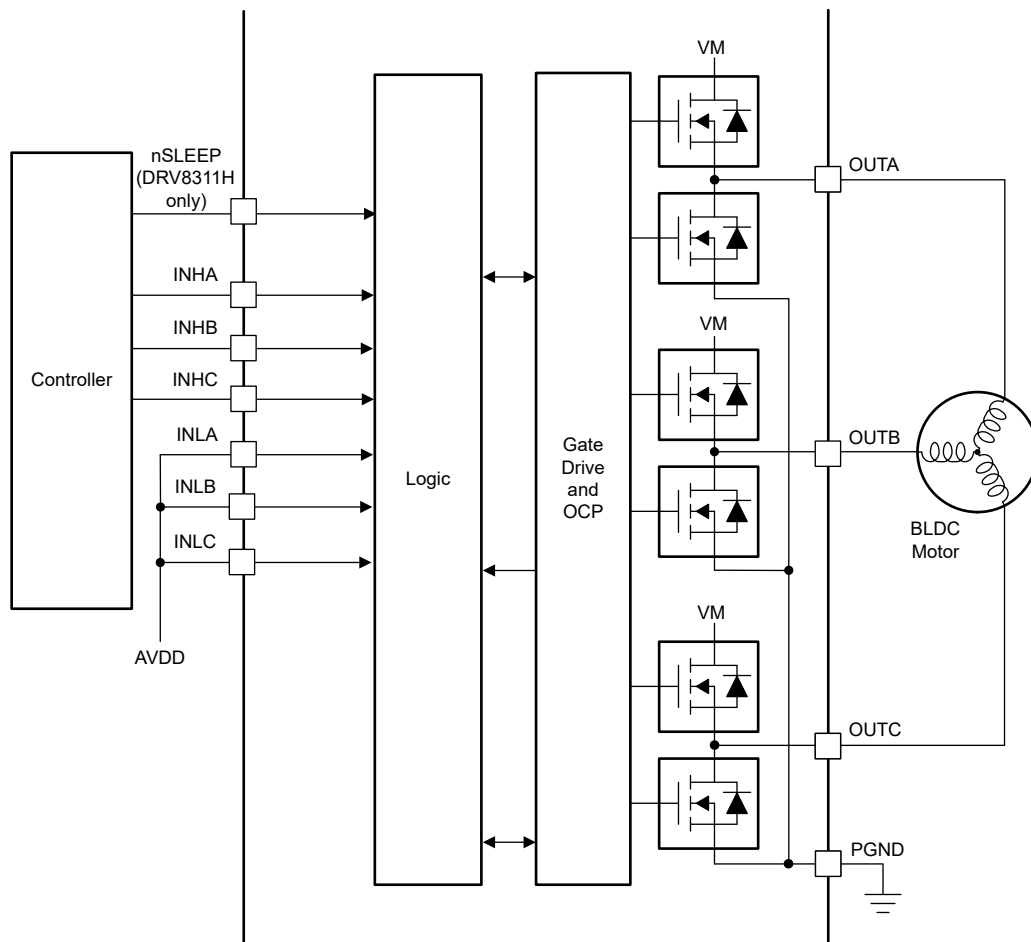 nSLEEP
(DRV8311H
only)
INHA
INHB
INHC
INLA
INLB
INLC
AVDD
Controller
Logic
Gate
Drive
and
OCP
VM
OUTA
VM
OUTB
BLDC
Motor
VM
OUTC
PGND